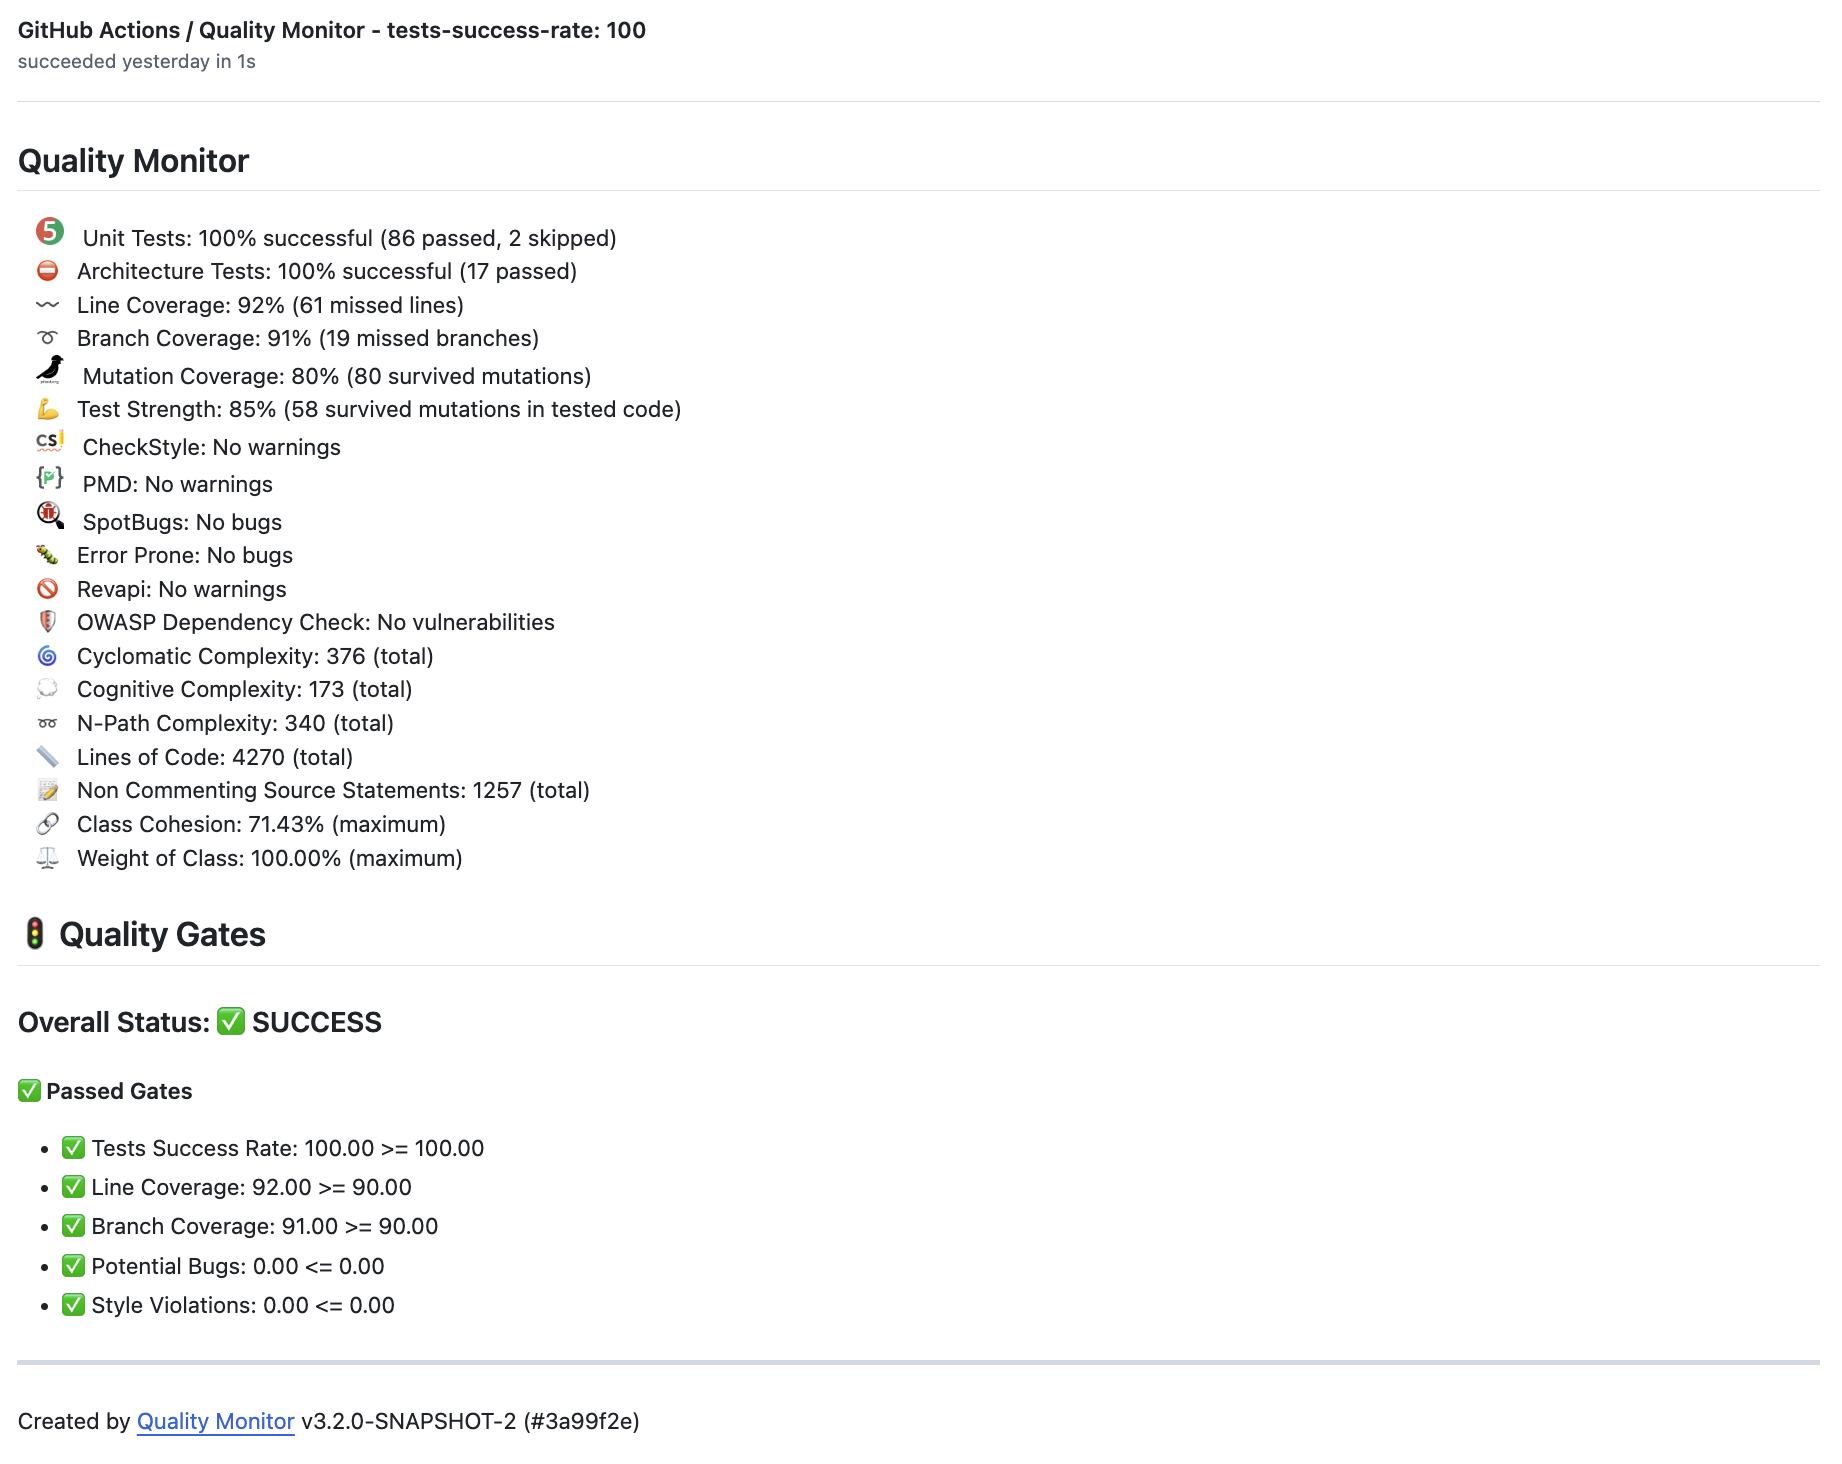 GitHub Actions / Quality Monitor - tests-success-rate: 100
succeeded yesterday in 1s
Quality Monitor
Unit Tests: 100% successful (86 passed, 2 skipped)
Architecture Tests: 100% successful (17 passed)
Line Coverage: 92% (61 missed lines)
Branch Coverage: 91% (19 missed branches)
Mutation Coverage: 80% (80 survived mutations)
Test Strength: 85% (58 survived mutations in tested code)
CheckStyle: No warnings
PMD: No warnings
SpotBugs: No bugs
Error Prone: No bugs
Revapi: No warnings
OWASP Dependency Check: No vulnerabilities
Cyclomatic Complexity: 376 (total)
Cognitive Complexity: 173 (total)
N-Path Complexity: 340 (total)
Lines of Code: 4270 (total)
Non Commenting Source Statements: 1257 (total)
Class Cohesion: 71.43% (maximum)
Weight of Class: 100.00% (maximum)
🚦 Quality Gates
Overall Status: ✅ SUCCESS
✅ Passed Gates
• ✅ Tests Success Rate: 100.00 >= 100.00
• ✅ Line Coverage: 92.00 >= 90.00
• ✅ Branch Coverage: 91.00 >= 90.00
• ✅ Potential Bugs: 0.00 <= 0.00
• ✅ Style Violations: 0.00 <= 0.00
Created by Quality Monitor v3.2.0-SNAPSHOT-2 (#3a99f2e)